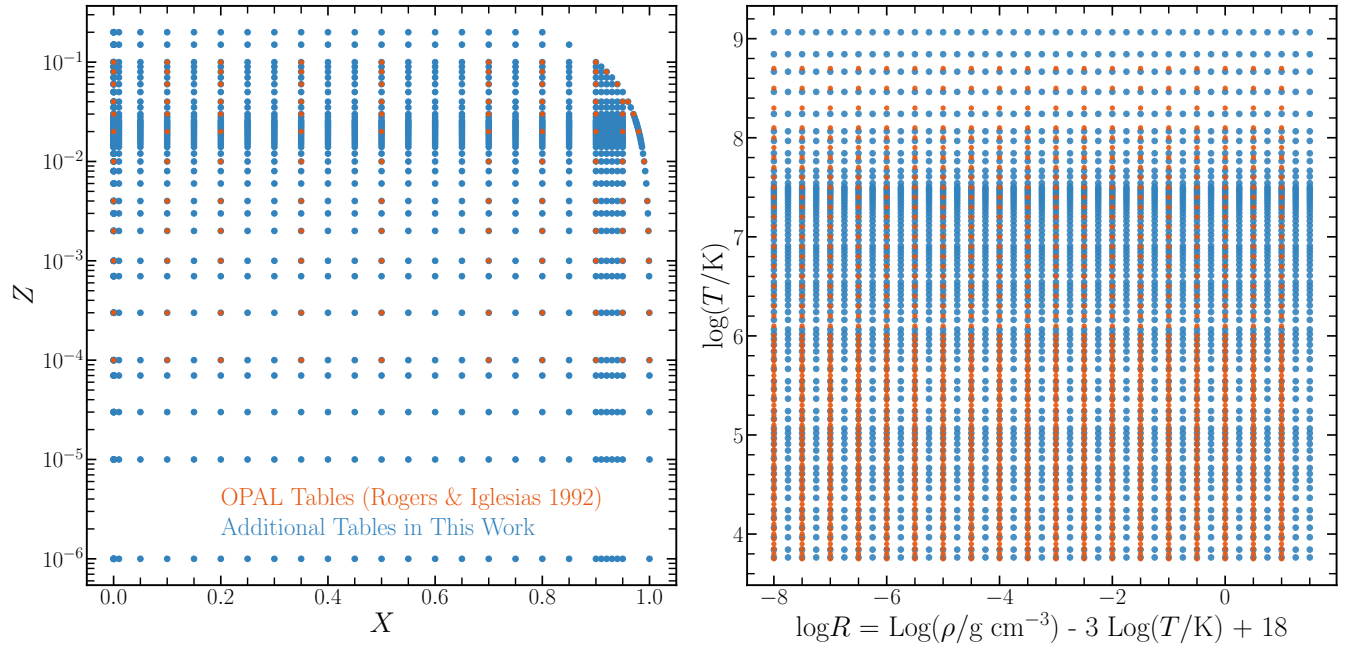 10⁻¹
10⁻²
10⁻³
10⁻⁴
10⁻⁵
10⁻⁶
Z
OPAL Tables (Rogers & Iglesias 1992)
Additional Tables in This Work
0.0 0.2 0.4 0.6 0.8 1.0
X
9
8
7
6
5
4
log(T/K)
−8 −6 −4 −2 0
logR = Log(ρ/g cm⁻³) - 3 Log(T/K) + 18